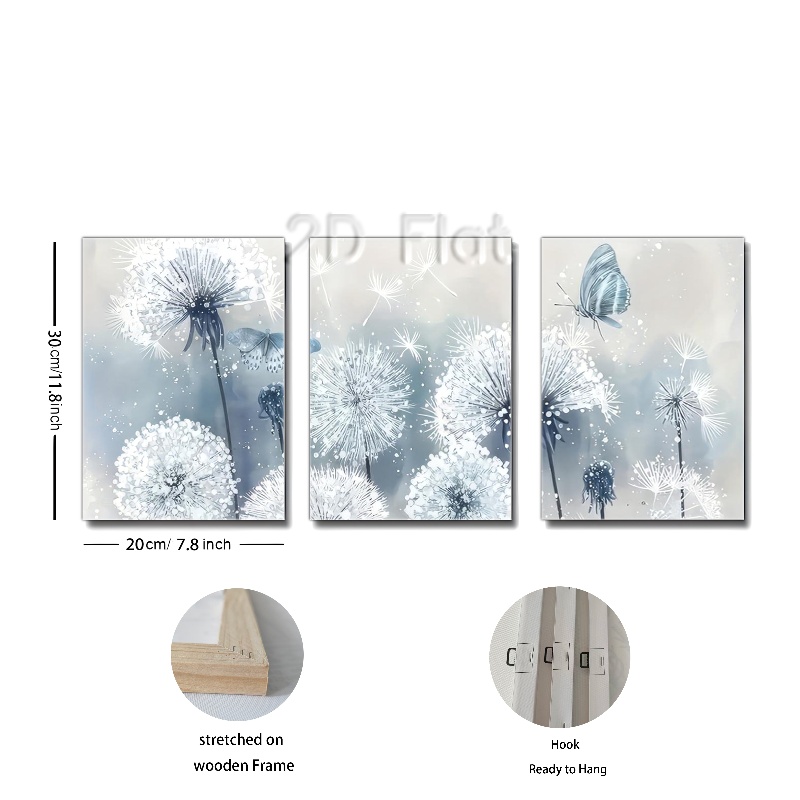 2D Flat
30cm/11.8inch
20cm/ 7.8 inch
stretched on
wooden Frame
Hook
Ready to Hang